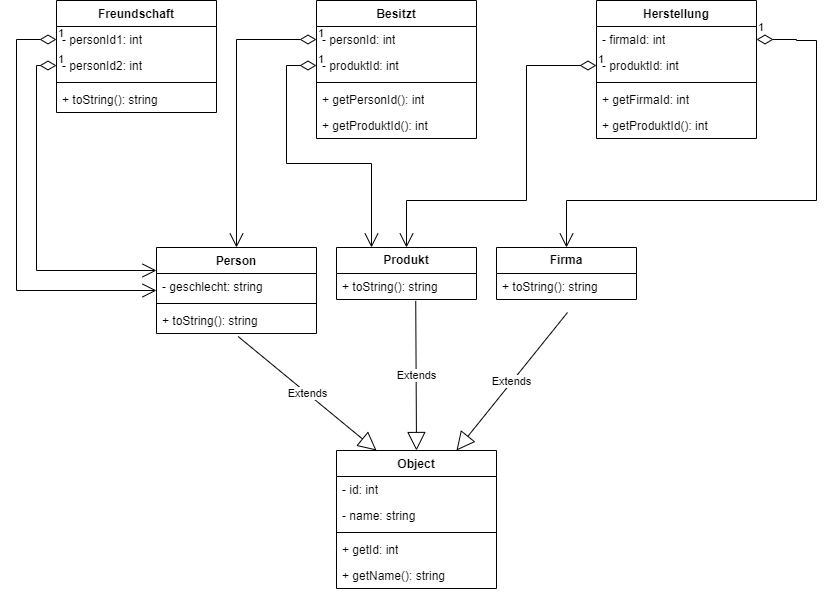 Freundschaft
1
- personId1: int
1
- personId2: int
+ toString(): string
Besitzt
1
- personId: int
1
- produktId: int
+ getPersonId(): int
+ getProduktId(): int
Herstellung
1
- firmaId: int
1
- produktId: int
+ getFirmaId: int
+ getProduktId(): int
Person
- geschlecht: string
+ toString(): string
Produkt
+ toString(): string
Firma
+ toString(): string
Extends
Extends
Extends
Object
- id: int
- name: string
+ getId: int
+ getName(): string